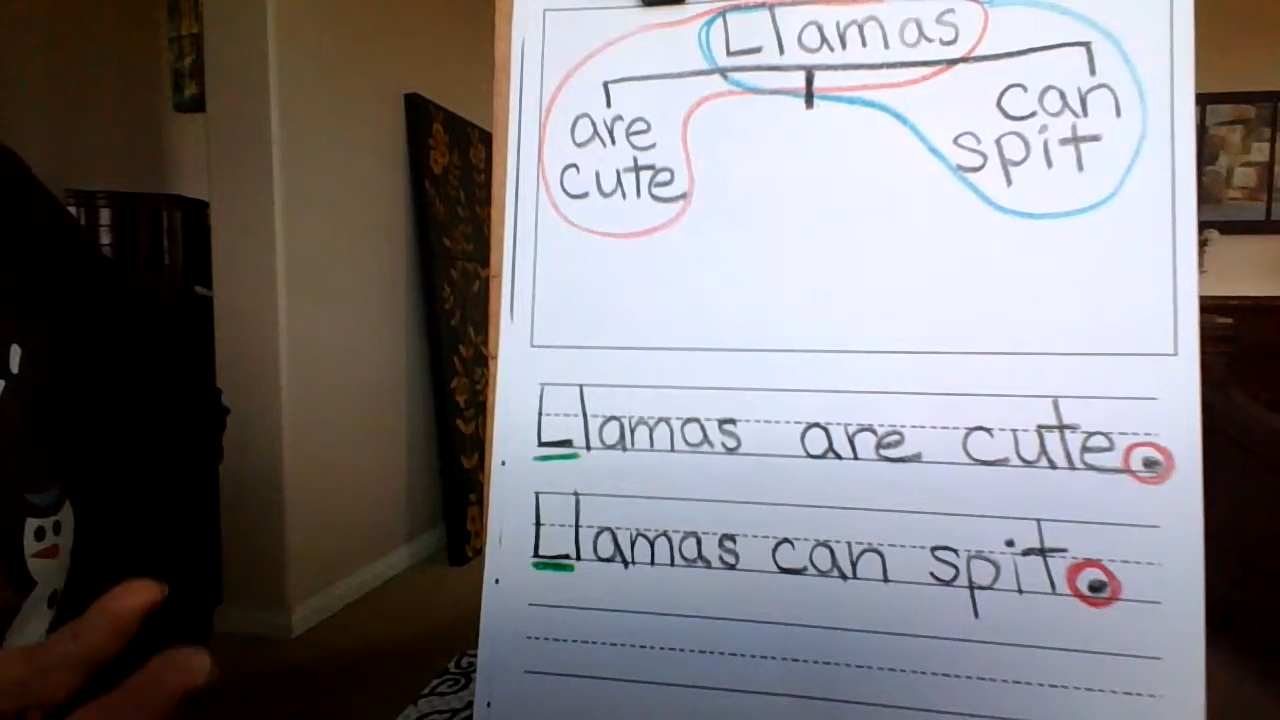 Llamas
are
cute
can
spit
Llamas are cute.
Llamas can spit.